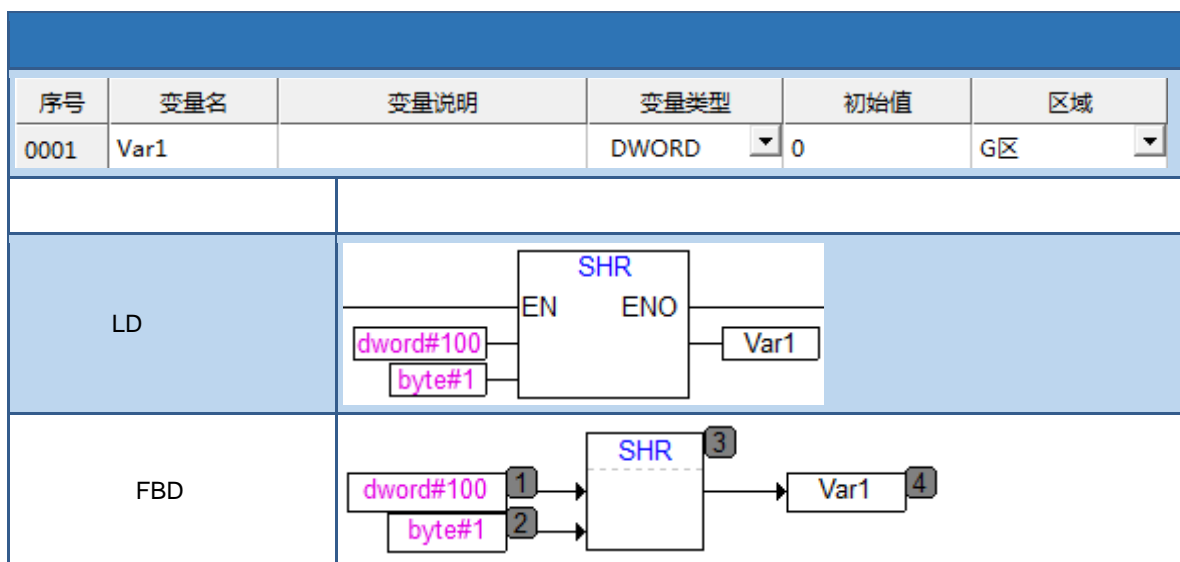 序号 变量名 变量说明 变量类型 初始值 区域
0001 Var1 DWORD 0 G区
LD
SHR
EN ENO
dword#100 Var1
byte#1
FBD
SHR 3
dword#100 1 Var1 4
byte#1 2